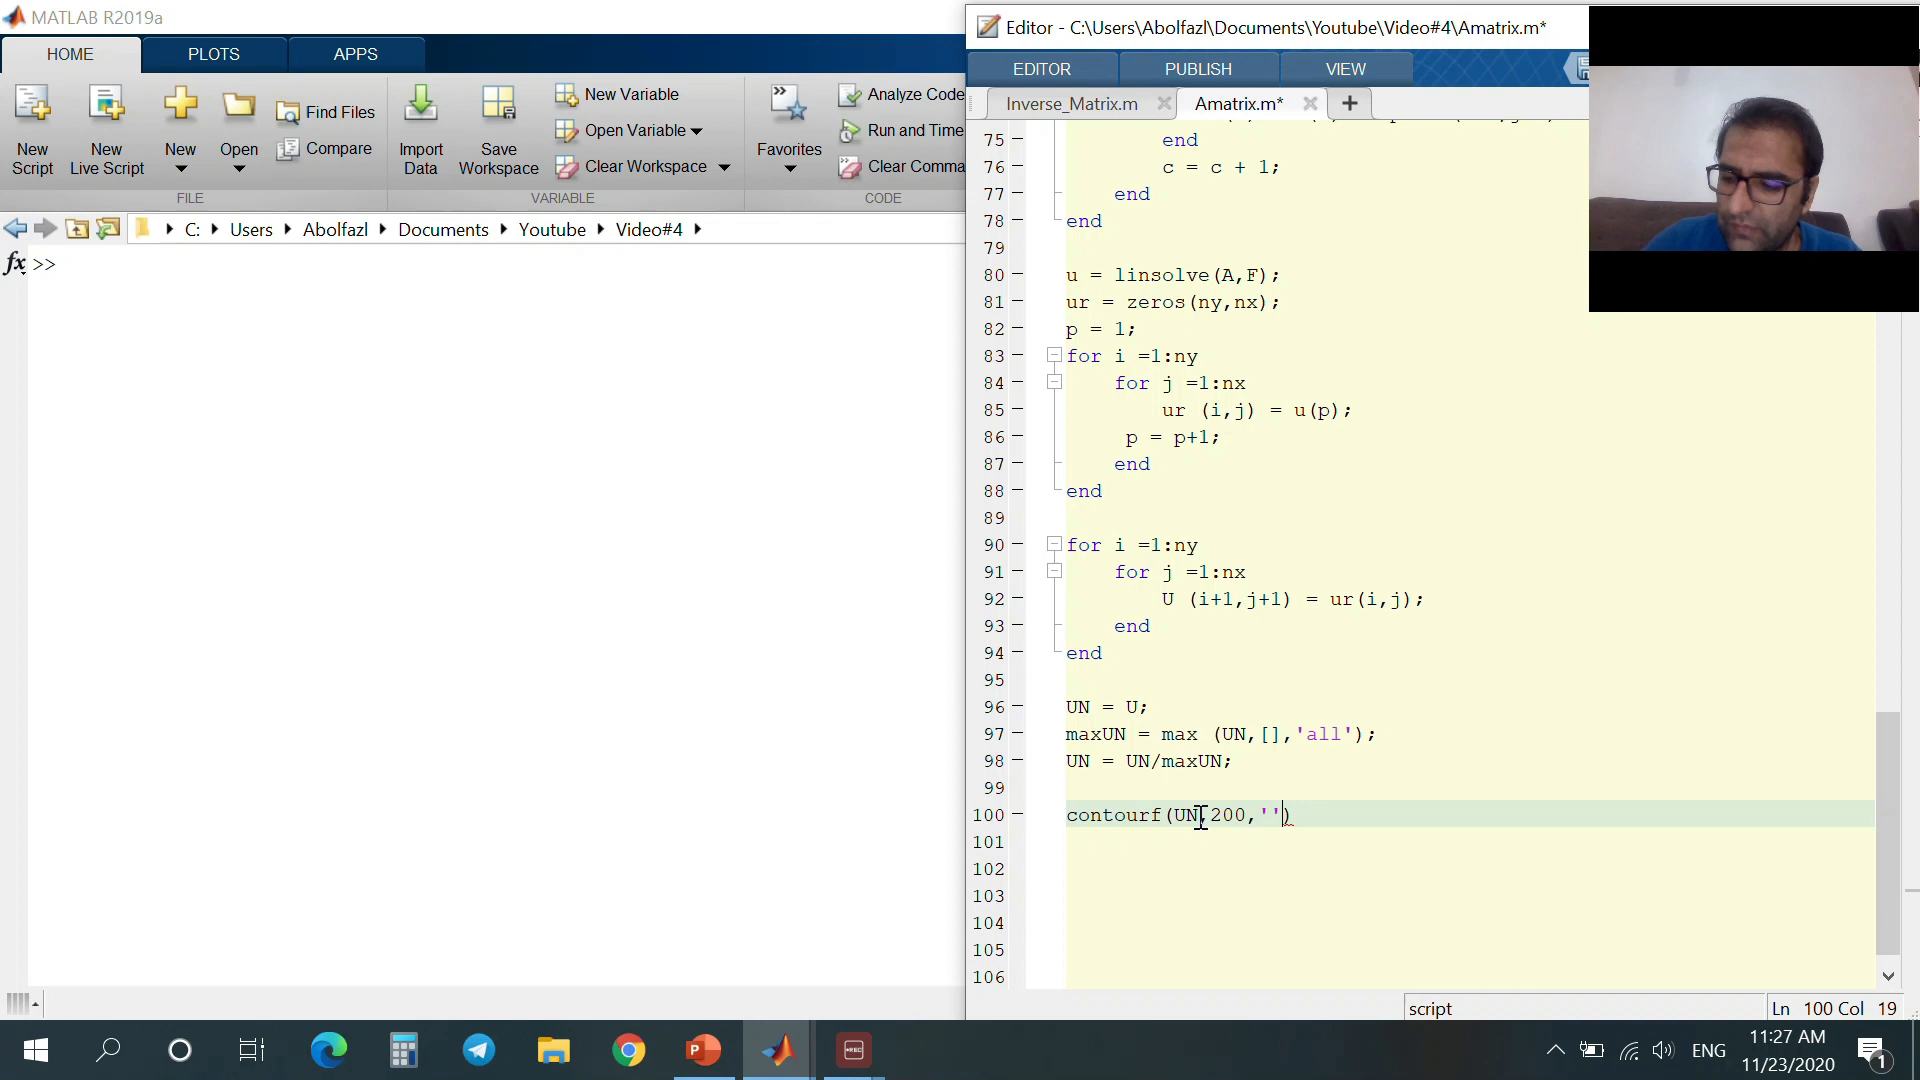 MATLAB R2019a
HOME PLOTS APPS
New Script
New Live Script
New
Open
Find Files
Compare
Import Data
Save Workspace
New Variable
Open Variable
Clear Workspace
Favorites
Analyze Code
Run and Time
Clear Comma
FILE VARIABLE CODE
C: Users Abolfazl Documents Youtube Video#4
fx >>
Editor - C:\Users\Abolfazl\Documents\Youtube\Video#4\Amatrix.m*
EDITOR PUBLISH VIEW
Inverse_Matrix.m Amatrix.m*
75 end
76 c = c + 1;
77 end
78 end
79
80 u = linsolve(A,F);
81 ur = zeros(ny,nx);
82 p = 1;
83 for i =1:ny
84 for j =1:nx
85 ur (i,j) = u(p);
86 p = p+1;
87 end
88 end
89
90 for i =1:ny
91 for j =1:nx
92 U (i+1,j+1) = ur(i,j);
93 end
94 end
95
96 UN = U;
97 maxUN = max (UN,[],'all');
98 UN = UN/maxUN;
99
100 contourf(UN,200,'')
101
102
103
104
105
106
script Ln 100 Col 19
REC
ENG
11:27 AM
11/23/2020
1